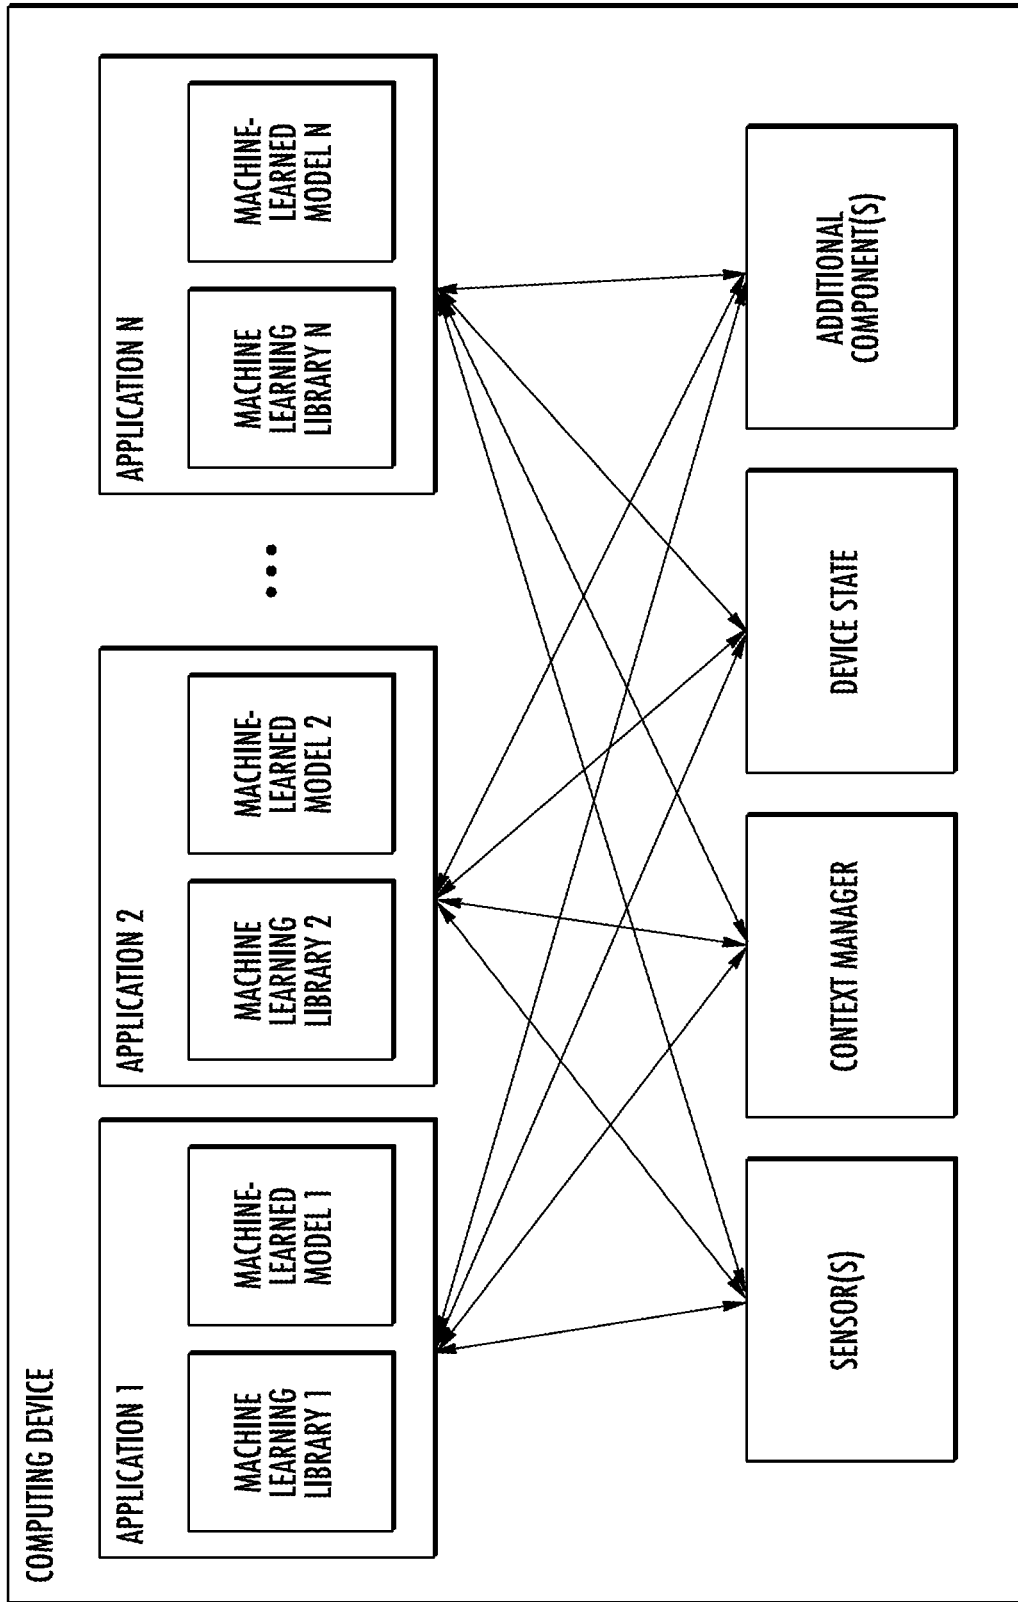 COMPUTING DEVICE
APPLICATION 1
MACHINE
LEARNING
LIBRARY 1
MACHINE-
LEARNED
MODEL 1
APPLICATION 2
MACHINE
LEARNING
LIBRARY 2
MACHINE-
LEARNED
MODEL 2
APPLICATION N
MACHINE
LEARNING
LIBRARY N
MACHINE-
LEARNED
MODEL N
SENSOR(S)
CONTEXT MANAGER
DEVICE STATE
ADDITIONAL
COMPONENT(S)